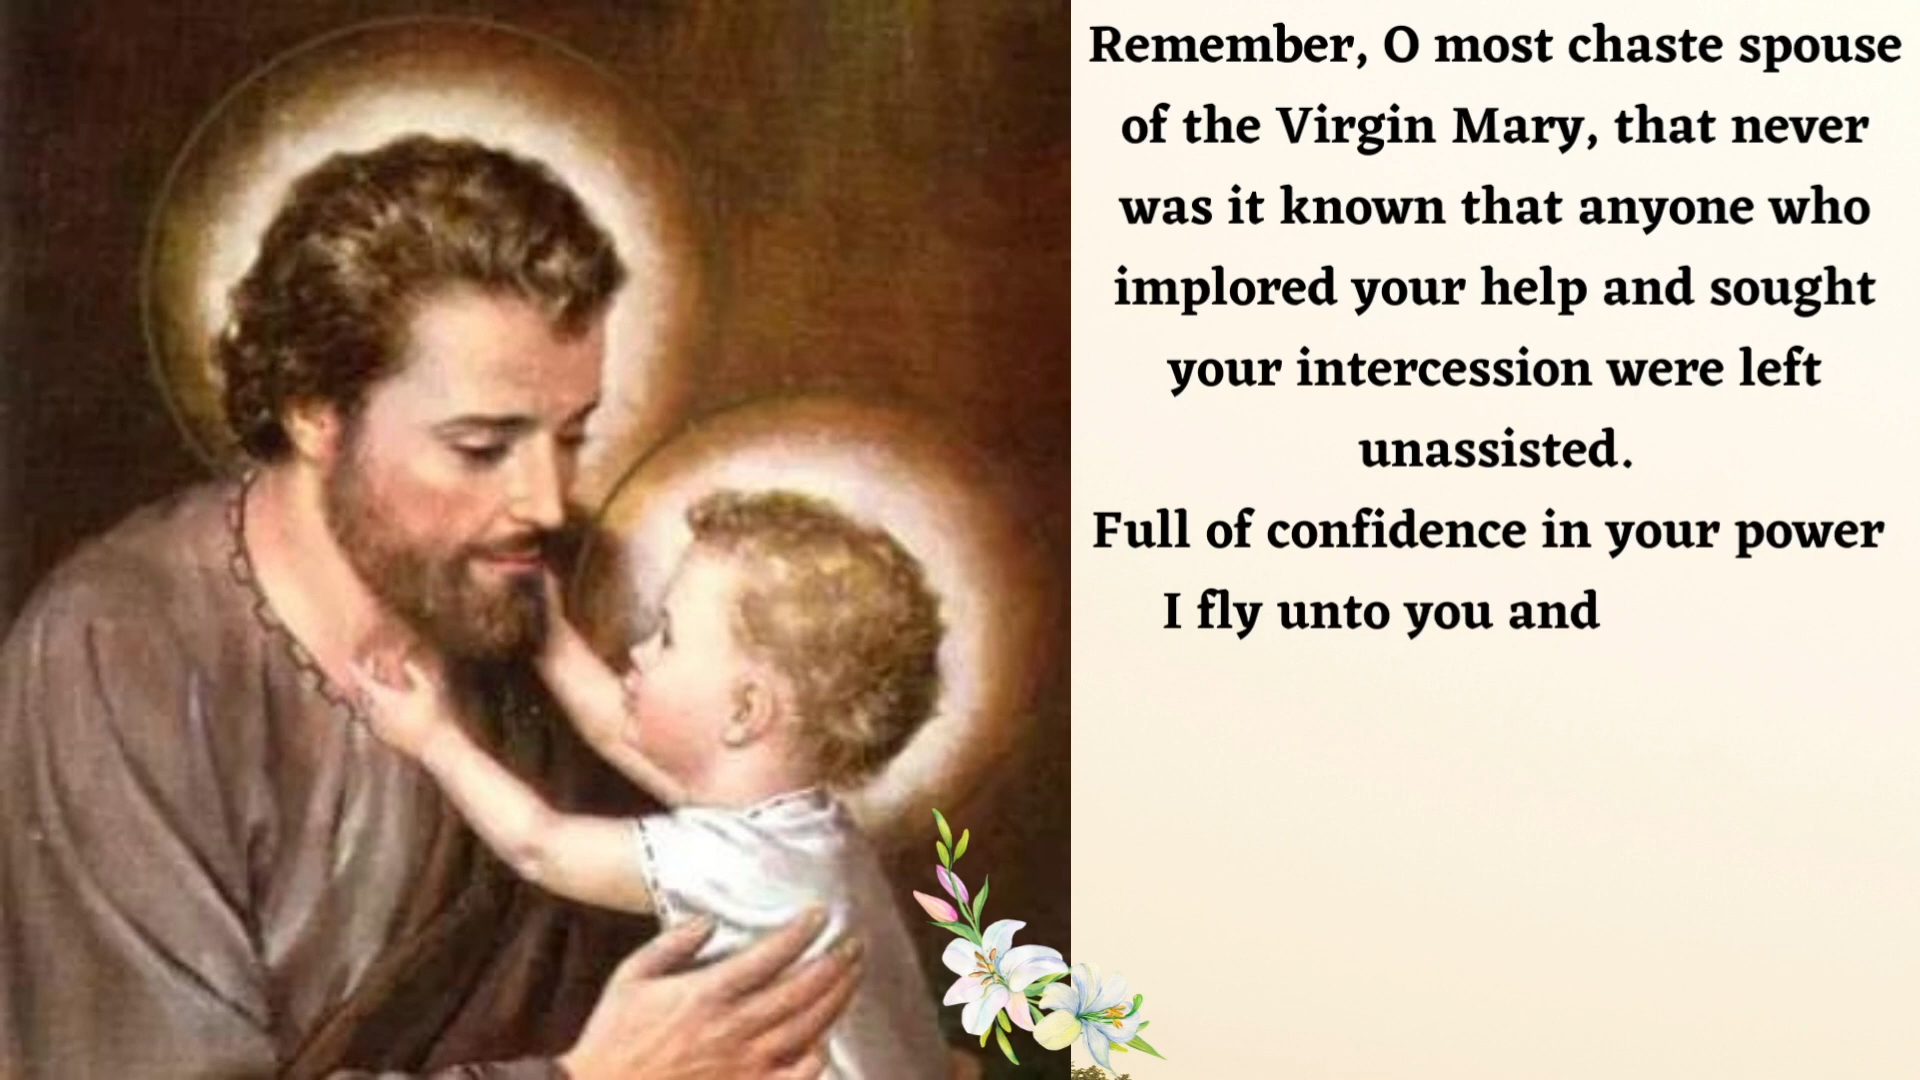 Remember, O most chaste spouse
of the Virgin Mary, that never
was it known that anyone who
implored your help and sought
your intercession were left
unassisted.
Full of confidence in your power
I fly unto you and